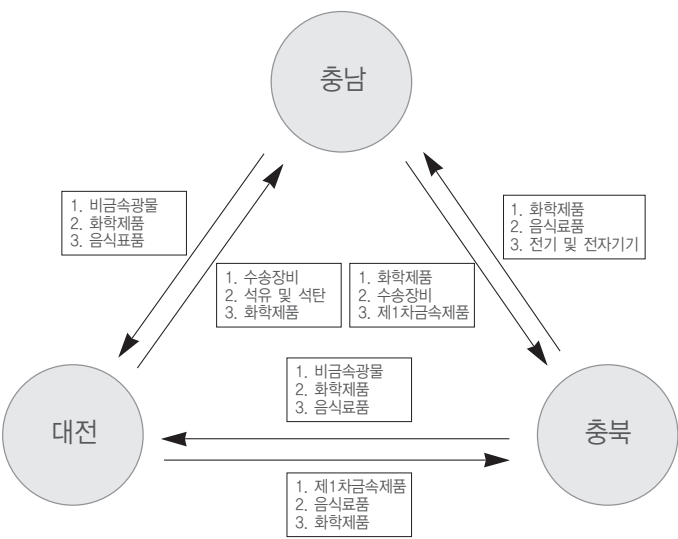 충남
1. 비금속광물
2. 화학제품
3. 음식표품
1. 화학제품
2. 음식료품
3. 전기 및 전자기기
1. 수송장비
2. 석유 및 석탄
3. 화학제품
1. 화학제품
2. 수송장비
3. 제1차금속제품
1. 비금속광물
2. 화학제품
3. 음식료품
대전
충북
1. 제1차금속제품
2. 음식료품
3. 화학제품